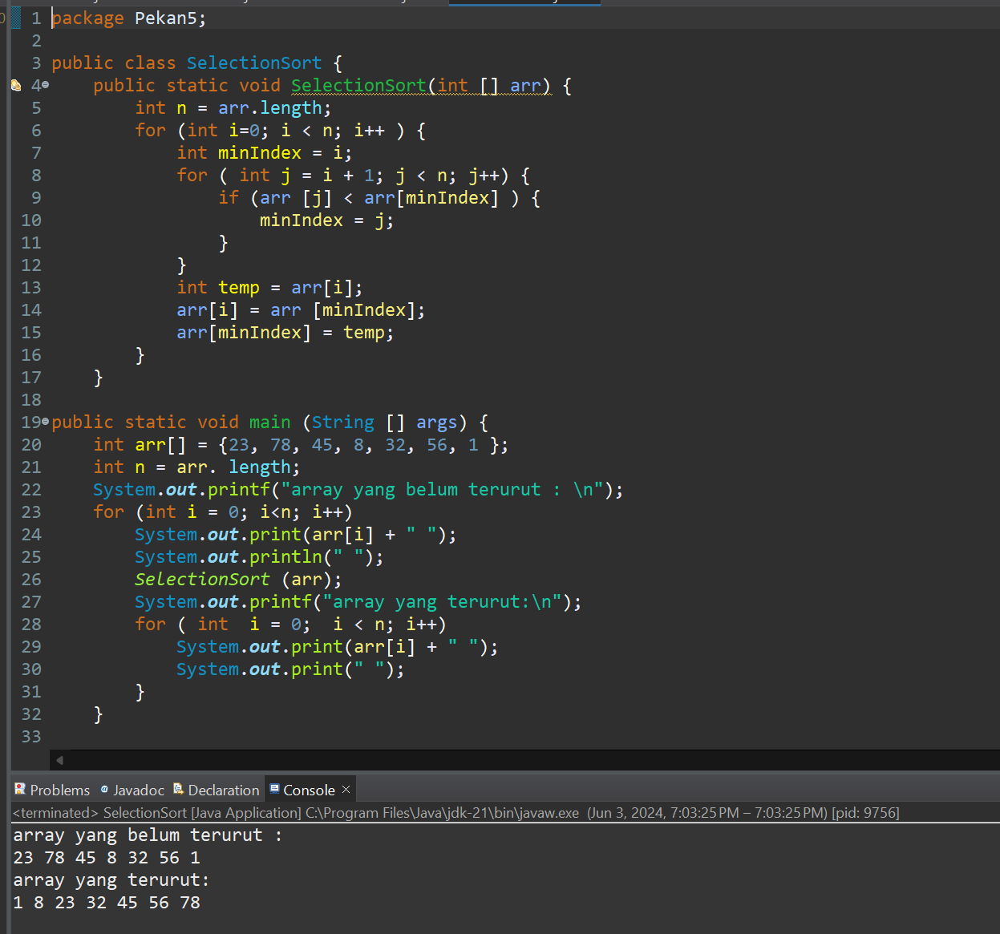 1 package Pekan5;
2
3 public class SelectionSort {
4 public static void SelectionSort(int [] arr) {
5 int n = arr.length;
6 for (int i=0; i < n; i++ ) {
7 int minIndex = i;
8 for ( int j = i + 1; j < n; j++) {
9 if (arr [j] < arr[minIndex] ) {
10 minIndex = j;
11 }
12 }
13 int temp = arr[i];
14 arr[i] = arr [minIndex];
15 arr[minIndex] = temp;
16 }
17 }
18
19 public static void main (String [] args) {
20 int arr[] = {23, 78, 45, 8, 32, 56, 1 };
21 int n = arr. length;
22 System.out.printf("array yang belum terurut : \n");
23 for (int i = 0; i<n; i++)
24 System.out.print(arr[i] + " ");
25 System.out.println(" ");
26 SelectionSort (arr);
27 System.out.printf("array yang terurut:\n");
28 for ( int  i = 0;  i < n; i++)
29 System.out.print(arr[i] + " ");
30 System.out.print(" ");
31 }
32 }
33
Problems Javadoc Declaration Console ×
<terminated> SelectionSort [Java Application] C:\Program Files\Java\jdk-21\bin\javaw.exe (Jun 3, 2024, 7:03:25 PM – 7:03:25 PM) [pid: 9756]
array yang belum terurut :
23 78 45 8 32 56 1
array yang terurut:
1 8 23 32 45 56 78